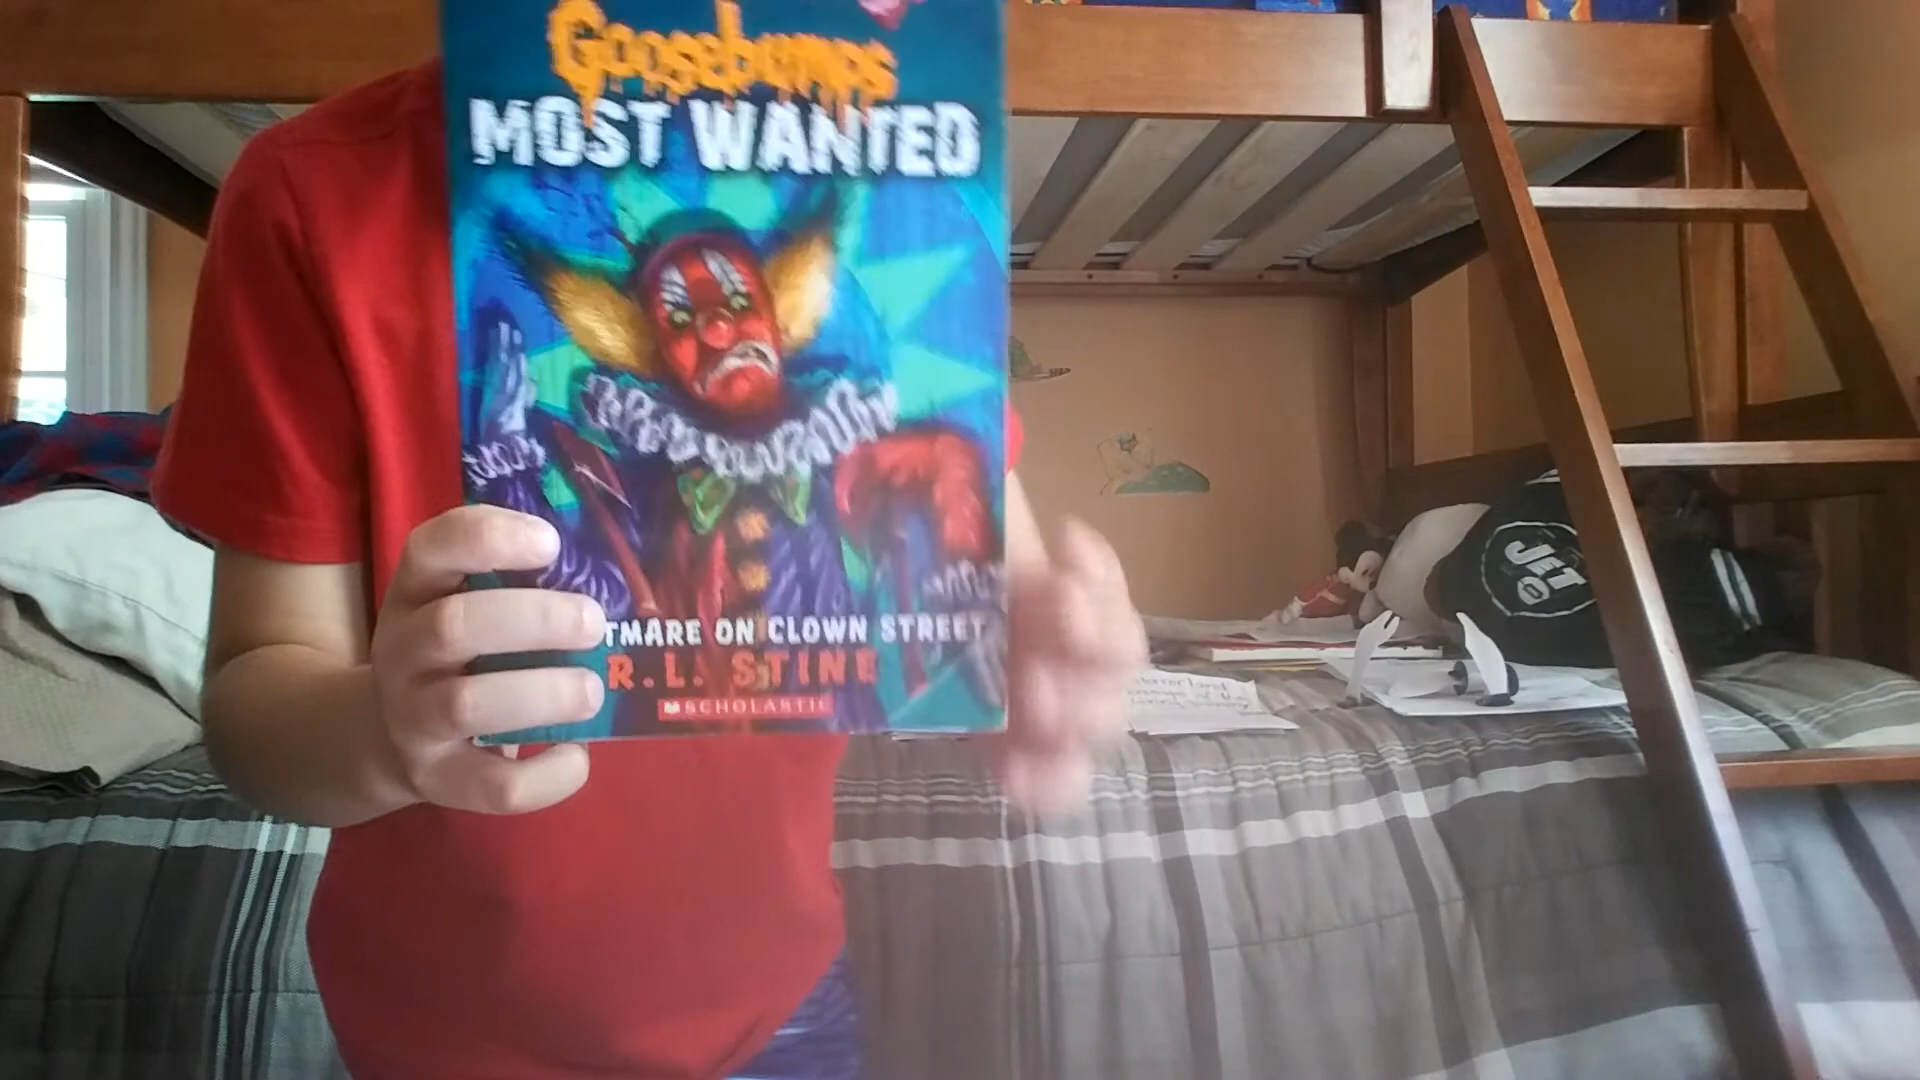 Goosebumps
MOST WANTED
TMARE ON CLOWN STREET
R.L. STINE
SCHOLASTIC
JETS